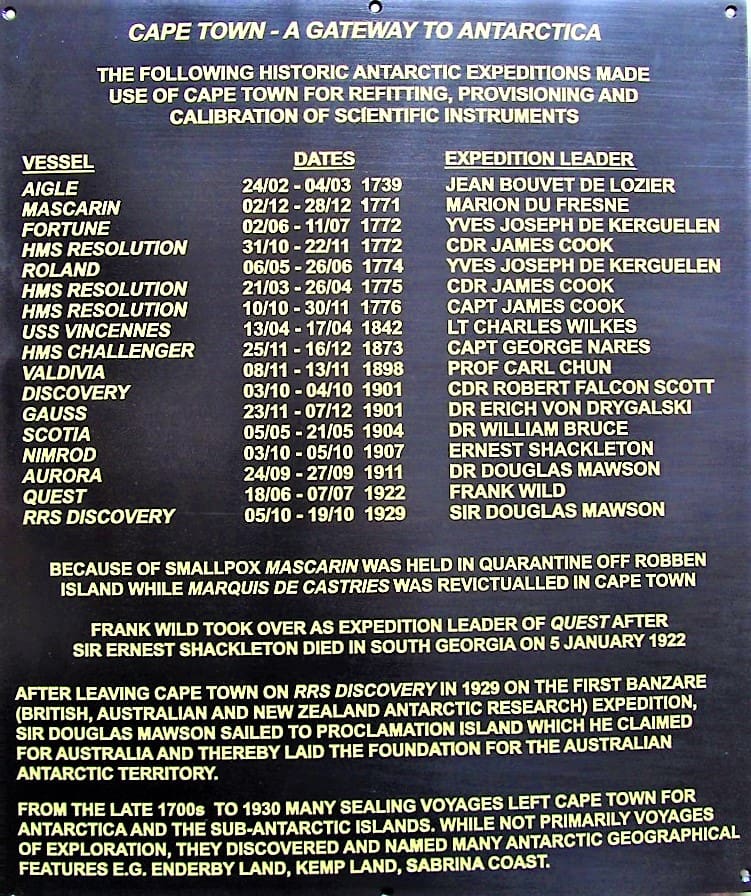 CAPE TOWN - A GATEWAY TO ANTARCTICA
THE FOLLOWING HISTORIC ANTARCTIC EXPEDITIONS MADE
USE OF CAPE TOWN FOR REFITTING, PROVISIONING AND
CALIBRATION OF SCIENTIFIC INSTRUMENTS
VESSEL DATES EXPEDITION LEADER
AIGLE 24/02 - 04/03 1739 JEAN BOUVET DE LOZIER
MASCARIN 02/12 - 28/12 1771 MARION DU FRESNE
FORTUNE 02/06 - 11/07 1772 YVES JOSEPH DE KERGUELEN
HMS RESOLUTION 31/10 - 22/11 1772 CDR JAMES COOK
ROLAND 06/05 - 26/06 1774 YVES JOSEPH DE KERGUELEN
HMS RESOLUTION 21/03 - 26/04 1775 CDR JAMES COOK
HMS RESOLUTION 10/10 - 30/11 1776 CAPT JAMES COOK
USS VINCENNES 13/04 - 17/04 1842 LT CHARLES WILKES
HMS CHALLENGER 25/11 - 16/12 1873 CAPT GEORGE NARES
VALDIVIA 08/11 - 13/11 1898 PROF CARL CHUN
DISCOVERY 03/10 - 04/10 1901 CDR ROBERT FALCON SCOTT
GAUSS 23/11 - 07/12 1901 DR ERICH VON DRYGALSKI
SCOTIA 05/05 - 21/05 1904 DR WILLIAM BRUCE
NIMROD 03/10 - 05/10 1907 ERNEST SHACKLETON
AURORA 24/09 - 27/09 1911 DR DOUGLAS MAWSON
QUEST 18/06 - 07/07 1922 FRANK WILD
RRS DISCOVERY 05/10 - 19/10 1929 SIR DOUGLAS MAWSON
BECAUSE OF SMALLPOX MASCARIN WAS HELD IN QUARANTINE OFF ROBBEN
ISLAND WHILE MARQUIS DE CASTRIES WAS REVICTUALLED IN CAPE TOWN
FRANK WILD TOOK OVER AS EXPEDITION LEADER OF QUEST AFTER
SIR ERNEST SHACKLETON DIED IN SOUTH GEORGIA ON 5 JANUARY 1922
AFTER LEAVING CAPE TOWN ON RRS DISCOVERY IN 1929 ON THE FIRST BANZARE
(BRITISH, AUSTRALIAN AND NEW ZEALAND ANTARCTIC RESEARCH) EXPEDITION,
SIR DOUGLAS MAWSON SAILED TO PROCLAMATION ISLAND WHICH HE CLAIMED
FOR AUSTRALIA AND THEREBY LAID THE FOUNDATION FOR THE AUSTRALIAN
ANTARCTIC TERRITORY.
FROM THE LATE 1700s TO 1930 MANY SEALING VOYAGES LEFT CAPE TOWN FOR
ANTARCTICA AND THE SUB-ANTARCTIC ISLANDS. WHILE NOT PRIMARILY VOYAGES
OF EXPLORATION, THEY DISCOVERED AND NAMED MANY ANTARCTIC GEOGRAPHICAL
FEATURES E.G. ENDERBY LAND, KEMP LAND, SABRINA COAST.